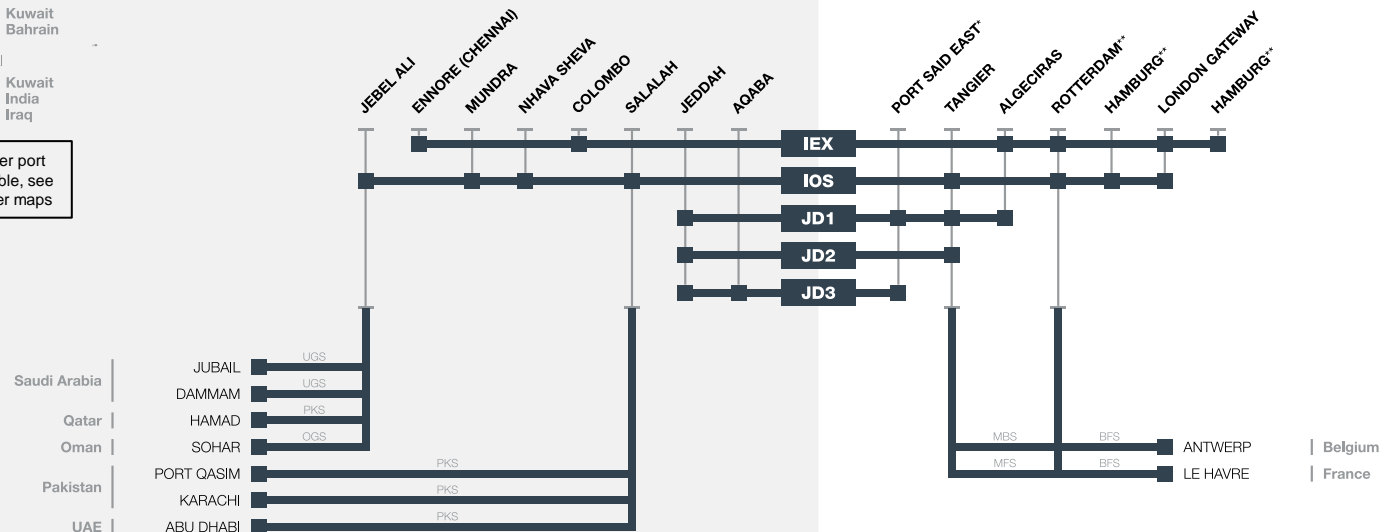 Kuwait
Bahrain
Kuwait
India
Iraq
er port
ble, see
er maps
JEBEL ALI
ENNORE (CHENNAI)
MUNDRA
NHAVA SHEVA
COLOMBO
SALALAH
JEDDAH
AQABA
PORT SAID EAST*
TANGIER
ALGECIRAS
ROTTERDAM**
HAMBURG**
LONDON GATEWAY
HAMBURG**
IEX
IOS
JD1
JD2
JD3
Saudi Arabia
JUBAIL
UGS
DAMMAM
UGS
Qatar
HAMAD
PKS
Oman
SOHAR
OGS
Pakistan
PORT QASIM
PKS
KARACHI
PKS
UAE
ABU DHABI
PKS
MBS
BFS
ANTWERP
Belgium
MFS
BFS
LE HAVRE
France